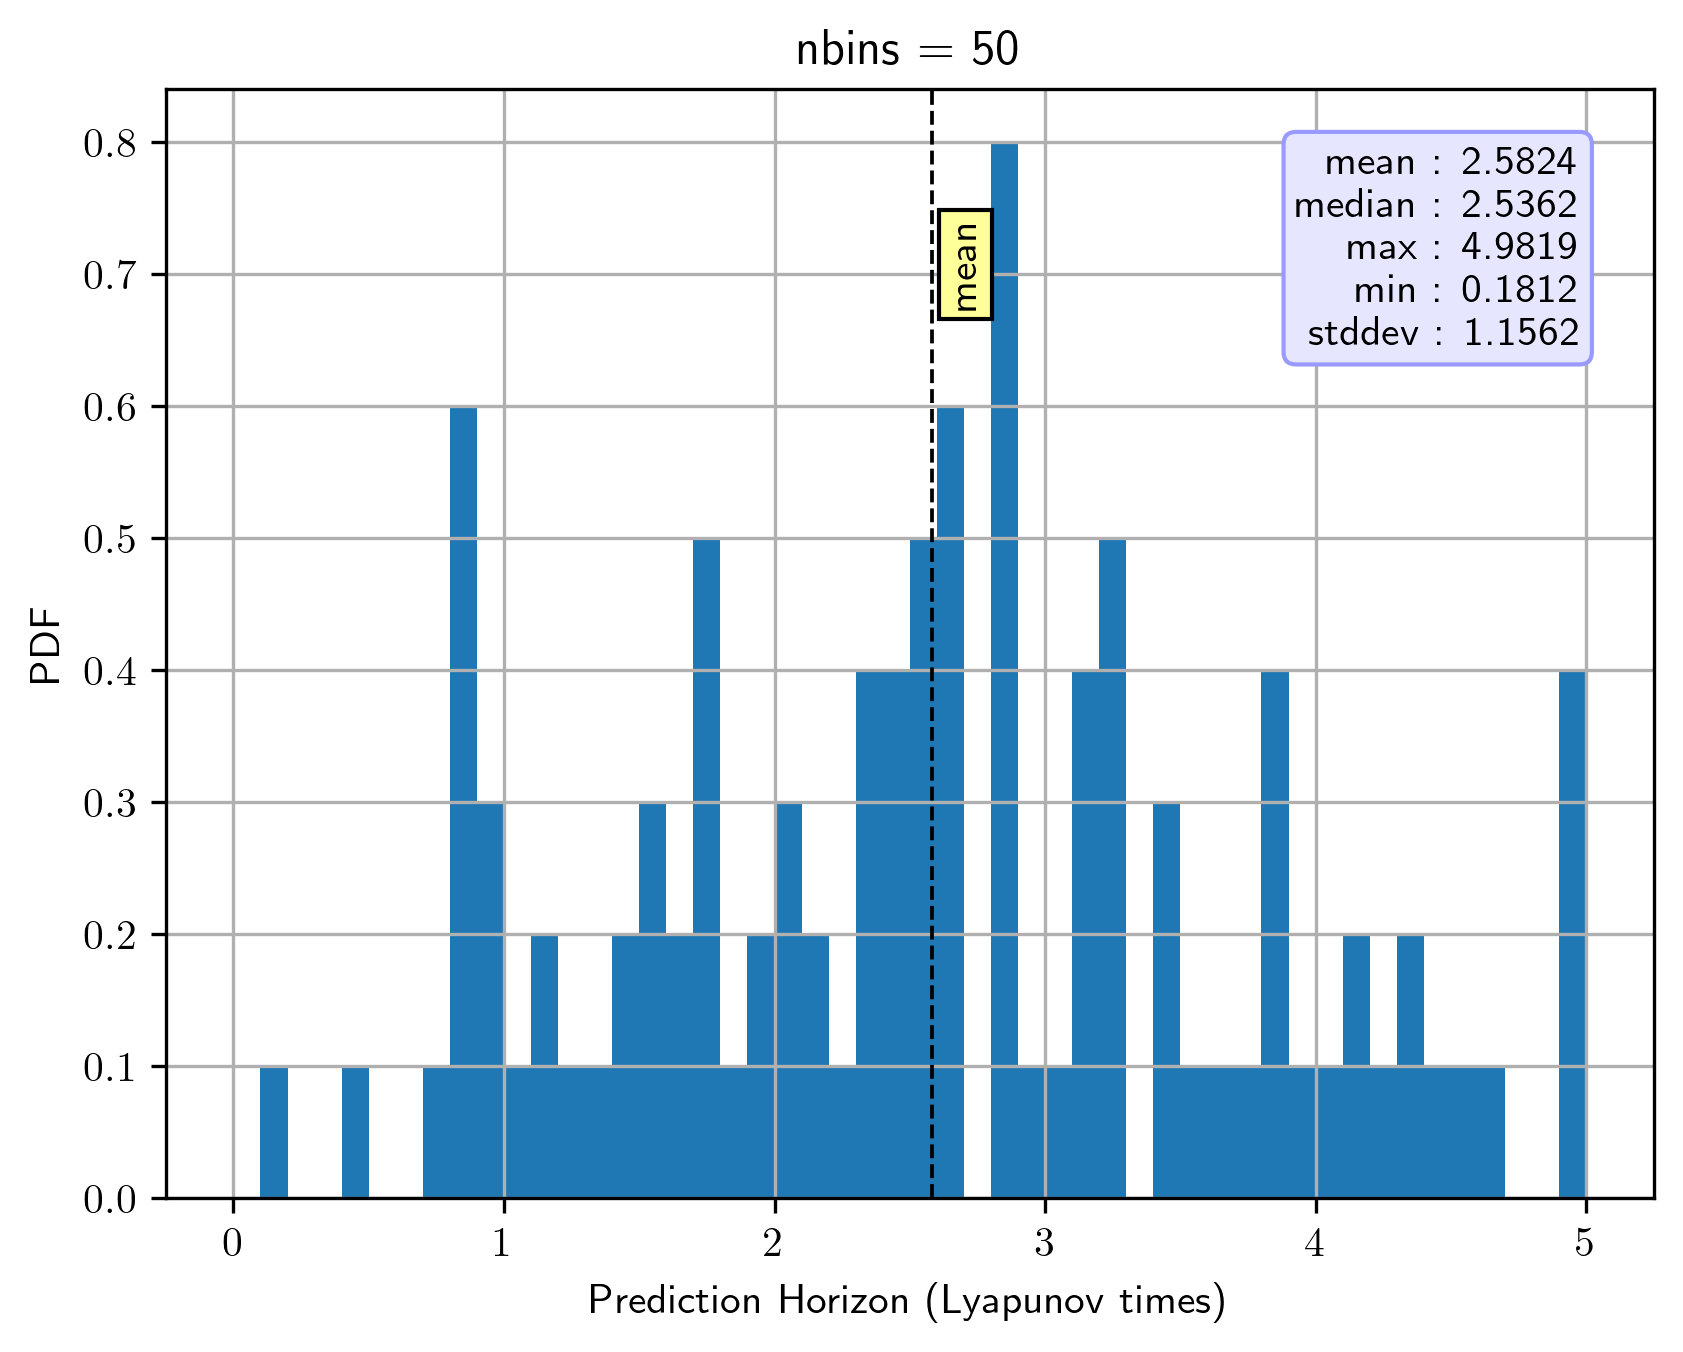 nbins = 50
0.8
0.7
0.6
0.5
0.4
0.3
0.2
0.1
0.0
PDF
mean
mean : 2.5824
median : 2.5362
max : 4.9819
min : 0.1812
stddev : 1.1562
0 1 2 3 4 5
Prediction Horizon (Lyapunov times)